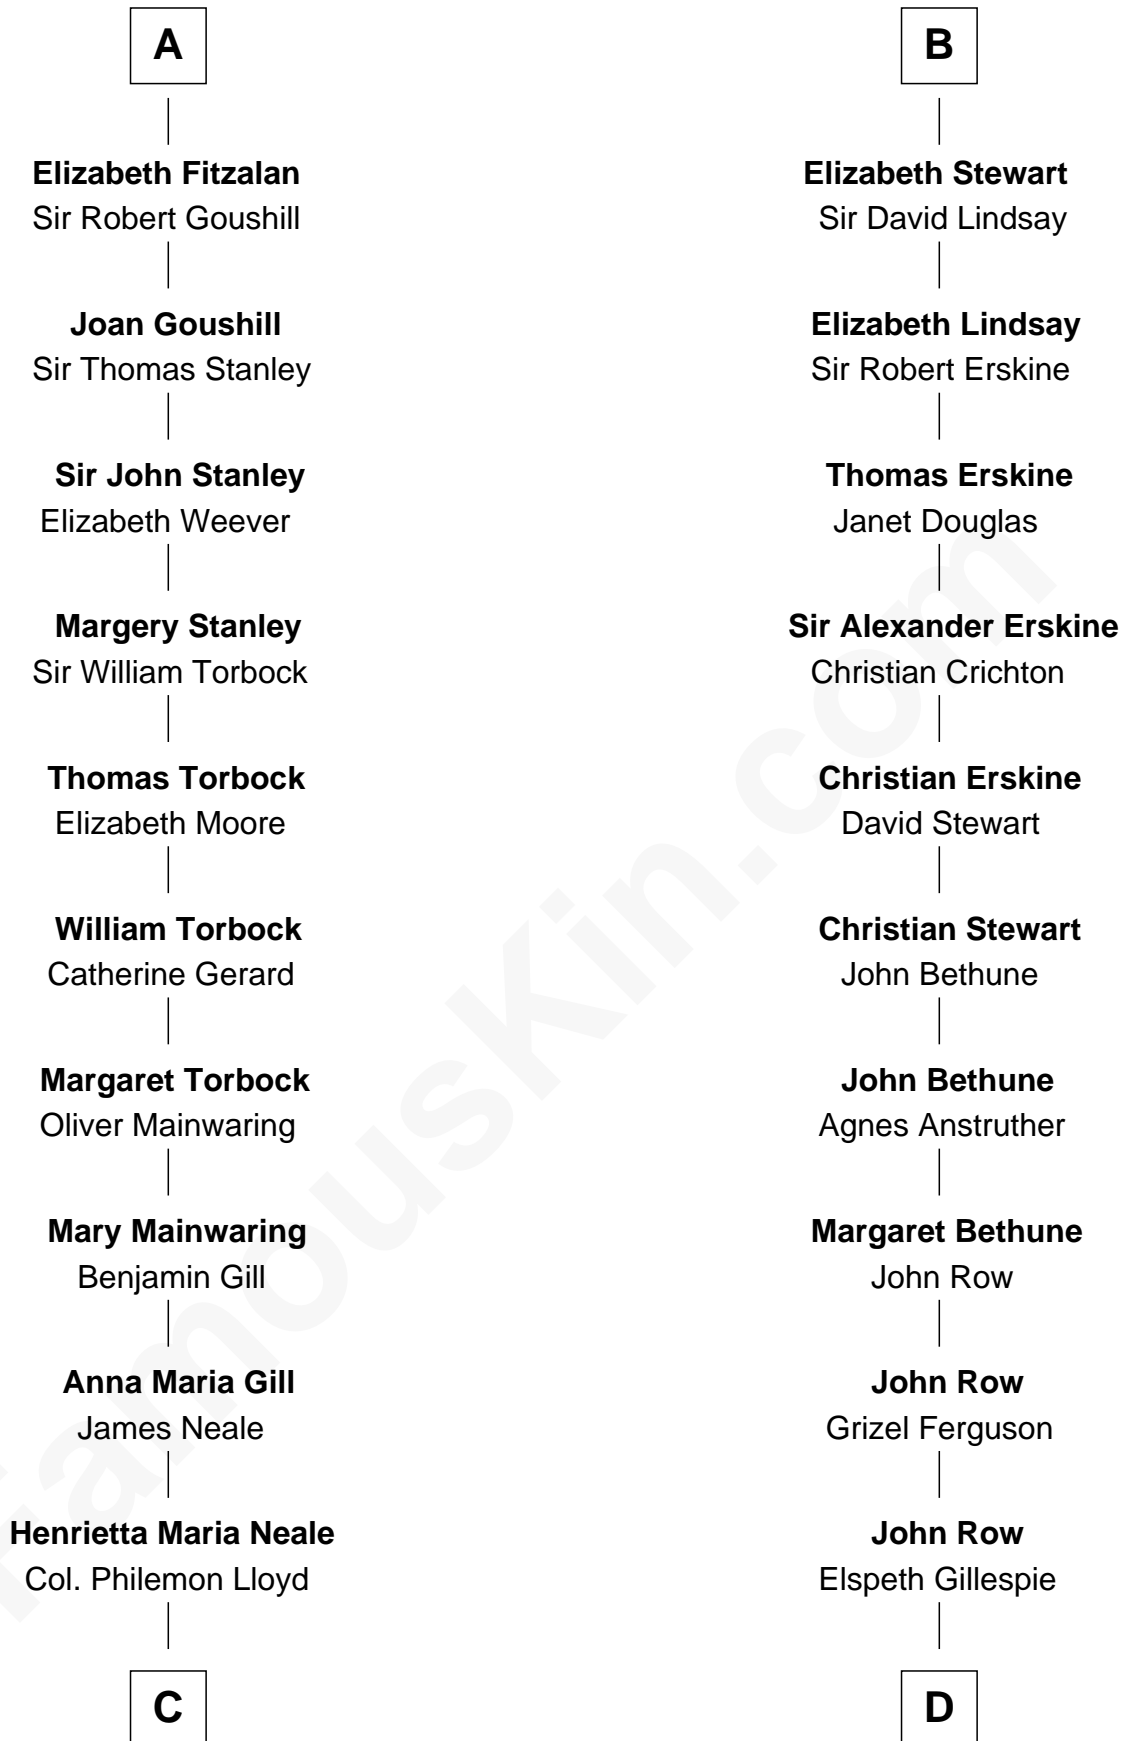 A
Elizabeth Fitzalan
Sir Robert Goushill
Joan Goushill
Sir Thomas Stanley
Sir John Stanley
Elizabeth Weever
Margery Stanley
Sir William Torbock
Thomas Torbock
Elizabeth Moore
William Torbock
Catherine Gerard
Margaret Torbock
Oliver Mainwaring
Mary Mainwaring
Benjamin Gill
Anna Maria Gill
James Neale
Henrietta Maria Neale
Col. Philemon Lloyd
C
B
Elizabeth Stewart
Sir David Lindsay
Elizabeth Lindsay
Sir Robert Erskine
Thomas Erskine
Janet Douglas
Sir Alexander Erskine
Christian Crichton
Christian Erskine
David Stewart
Christian Stewart
John Bethune
John Bethune
Agnes Anstruther
Margaret Bethune
John Row
John Row
Grizel Ferguson
John Row
Elspeth Gillespie
D
FamousKin.com